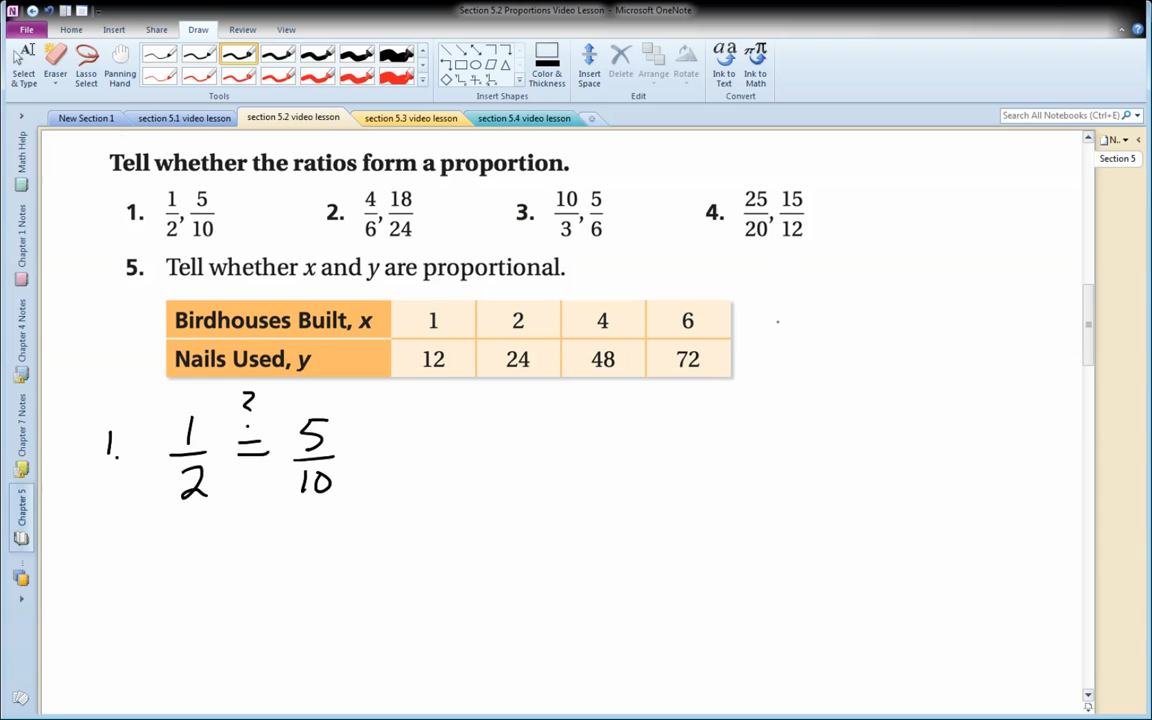 Section 5.2 Proportions Video Lesson - Microsoft OneNote
File Home Insert Share Draw Review View
Select & Type Eraser Lasso Select Panning Hand Color & Thickness Insert Space Delete Arrange Rotate Ink to Text Ink to Math
Tools Insert Shapes Edit Convert
New Section 1 section 5.1 video lesson section 5.2 video lesson section 5.3 video lesson section 5.4 video lesson Search All Notebooks (Ctrl+E)
N..
Section 5
Math Help
Chapter 1 Notes
Chapter 4 Notes
Chapter 7 Notes
Chapter 5
Tell whether the ratios form a proportion.
1. 1/2, 5/10 2. 4/6, 18/24 3. 10/3, 5/6 4. 25/20, 15/12
5. Tell whether x and y are proportional.
Birdhouses Built, x 1 2 4 6
Nails Used, y 12 24 48 72
1. 1/2 ?= 5/10